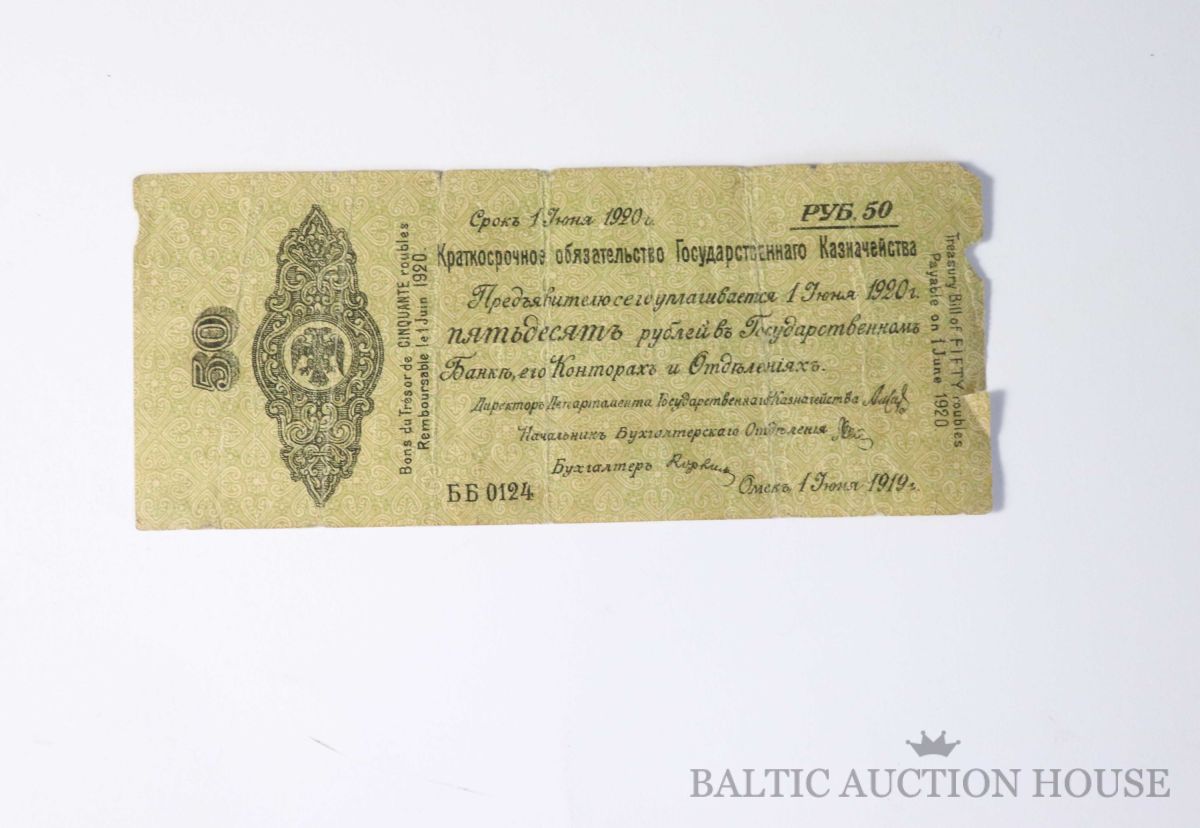 50
Bons du Trésor de CINQUANTE roubles
Remboursable le 1 Juin 1920.
Срокъ 1 Іюня 1920 г.
РУБ. 50
Краткосрочное обязательство Государственнаго Казначейства
Предъявителю сего уплачивается 1 Іюня 1920 г.
пятьдесятъ рублей въ Государственномъ
Банкѣ, его Конторахъ и Отдѣленіяхъ.
Директоръ Департамента Государственнаго Казначейства
Начальникъ Бухгалтерскаго Отдѣленія
Бухгалтеръ
ББ 0124
Омскъ, 1 Іюня 1919 г.
Treasury Bill of FIFTY roubles
Payable on 1 June 1920
BALTIC AUCTION HOUSE